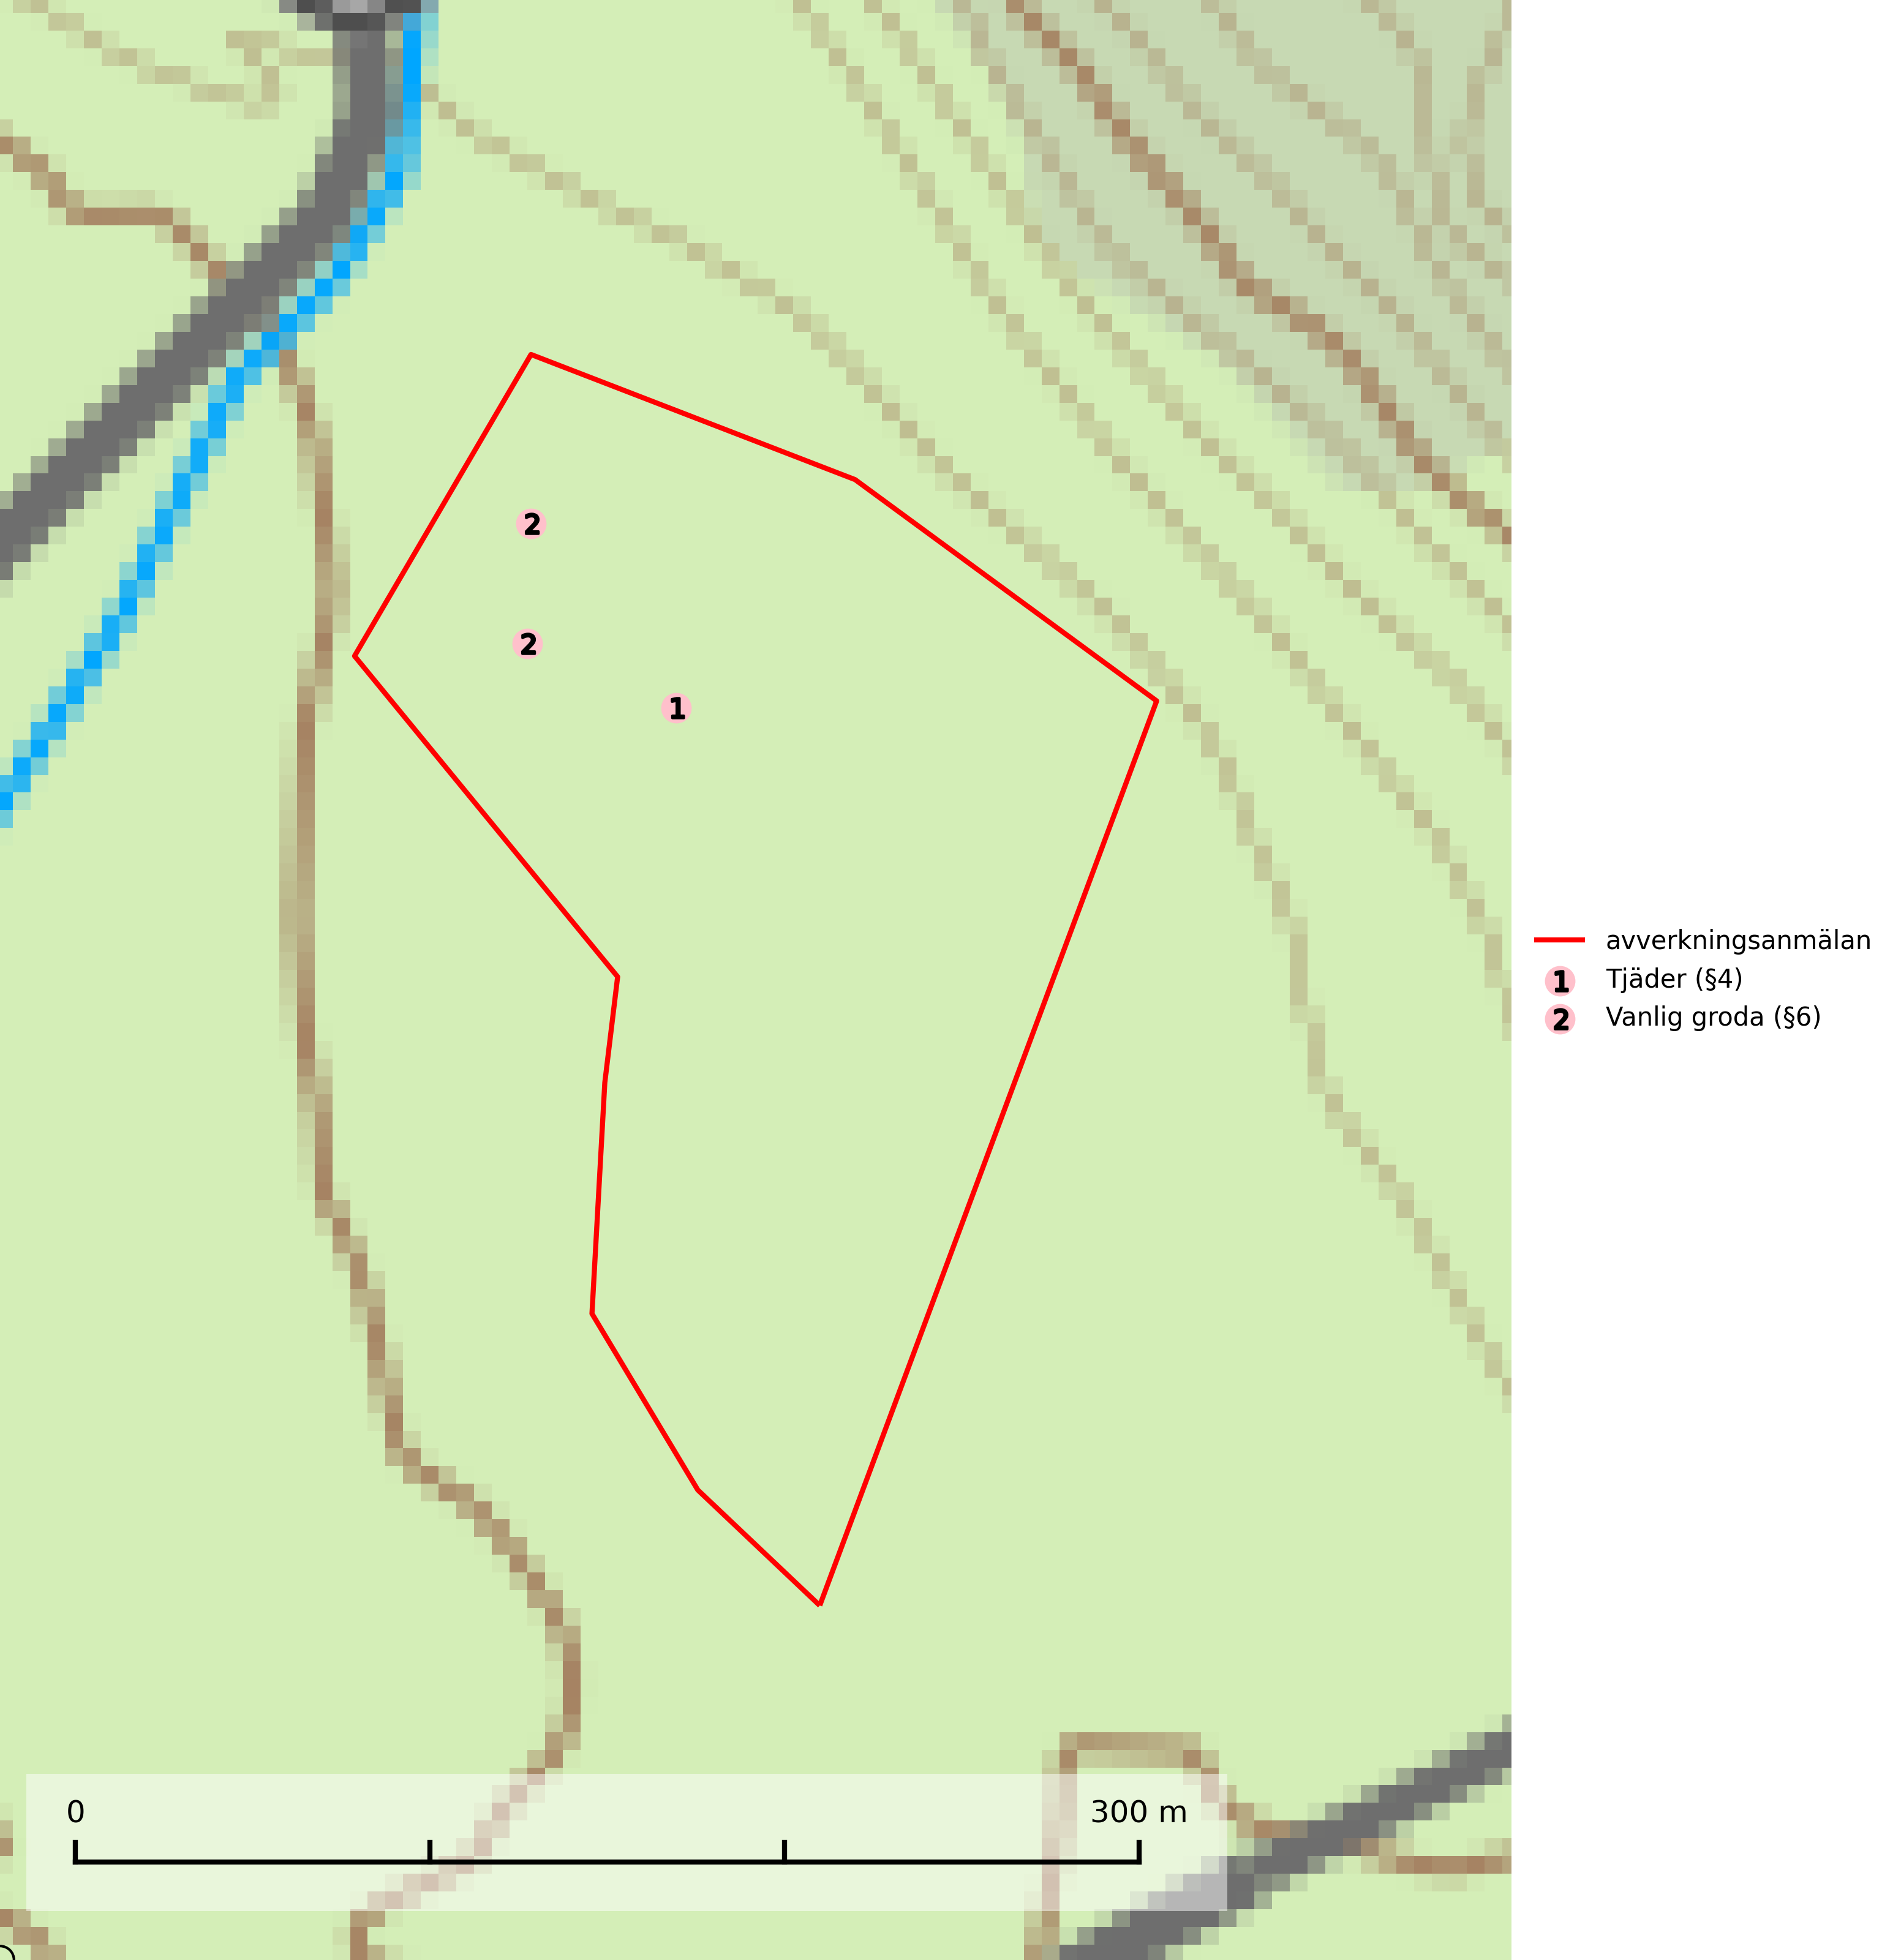 2
2
1
avverkningsanmälan
1 Tjäder (§4)
2 Vanlig groda (§6)
0 300 m